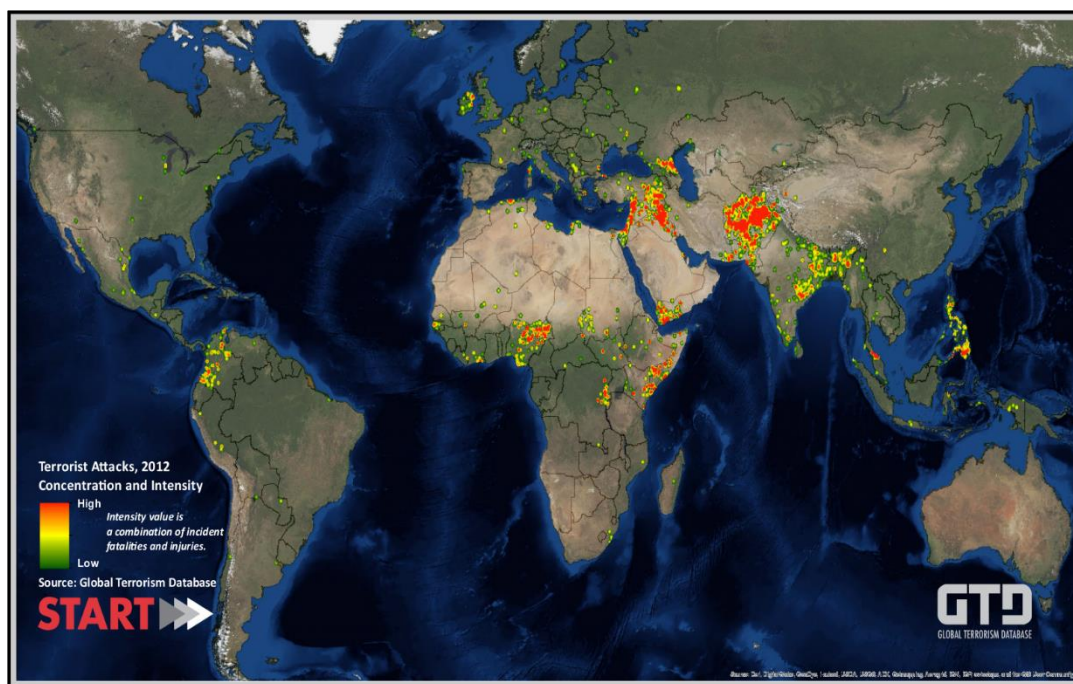 Terrorist Attacks, 2012
Concentration and Intensity
High
Intensity value is
a combination of incident
fatalities and injuries.
Low
Source: Global Terrorism Database
START
GTD
GLOBAL TERRORISM DATABASE